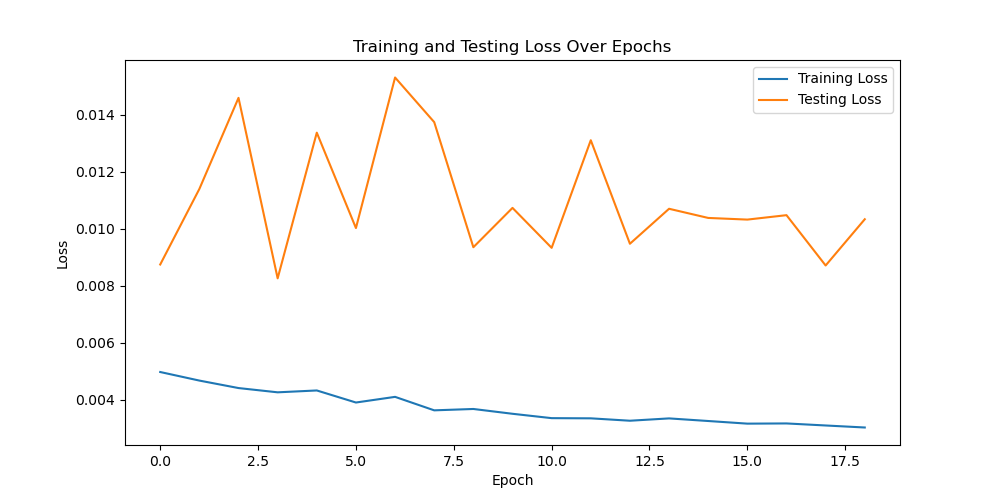 Training and Testing Loss Over Epochs
Training Loss
Testing Loss
0.014
0.012
0.010
0.008
0.006
0.004
Loss
0.0 2.5 5.0 7.5 10.0 12.5 15.0 17.5
Epoch